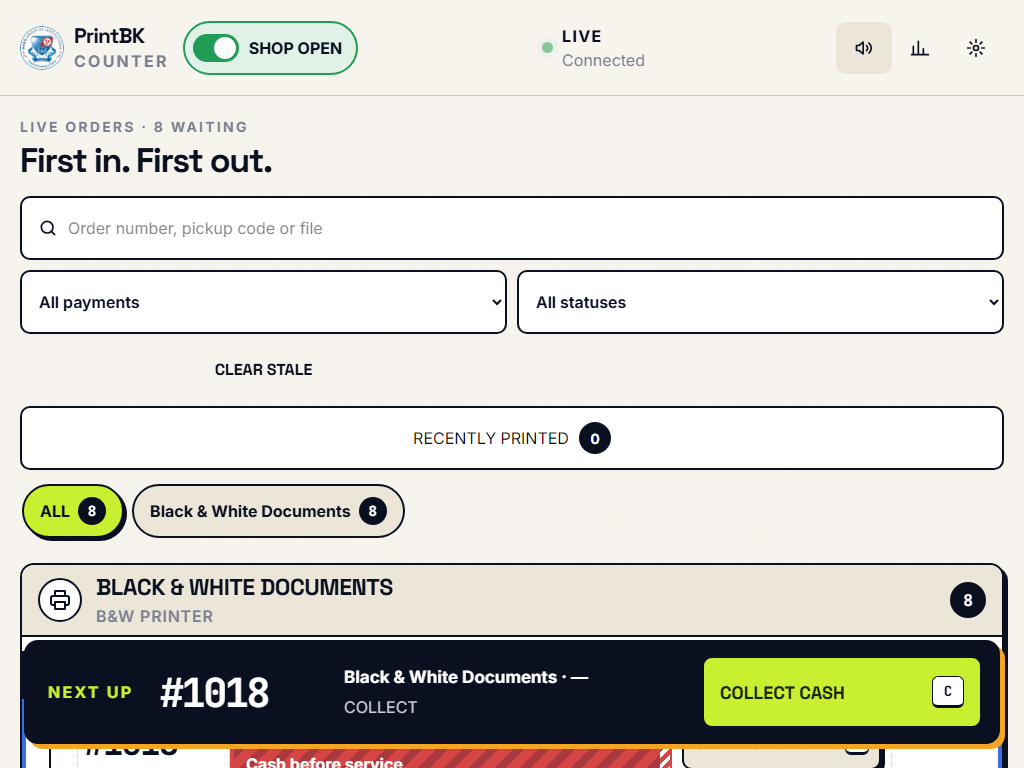 PrintBK
COUNTER
SHOP OPEN
LIVE
Connected
LIVE ORDERS · 8 WAITING
First in. First out.
Order number, pickup code or file
All payments
All statuses
CLEAR STALE
RECENTLY PRINTED 0
ALL 8
Black & White Documents 8
BLACK & WHITE DOCUMENTS
B&W PRINTER
8
NEXT UP
#1018
Black & White Documents · —
COLLECT
COLLECT CASH
C
Cash before service